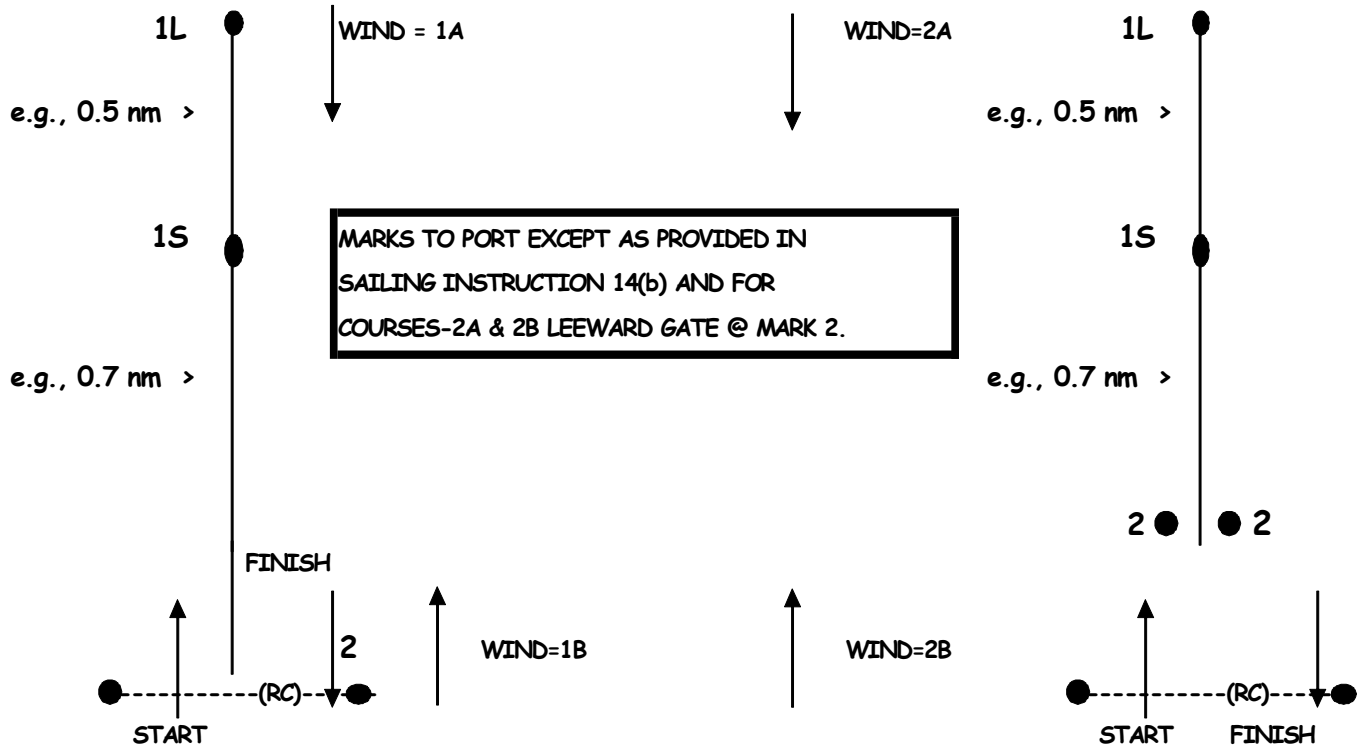 1L
WIND = 1A
WIND=2A
1L
e.g., 0.5 nm >
e.g., 0.5 nm >
1S
MARKS TO PORT EXCEPT AS PROVIDED IN
SAILING INSTRUCTION 14(b) AND FOR
COURSES-2A & 2B LEEWARD GATE @ MARK 2.
1S
e.g., 0.7 nm >
e.g., 0.7 nm >
2
2
FINISH
2
WIND=1B
WIND=2B
(RC)
(RC)
START
START
FINISH